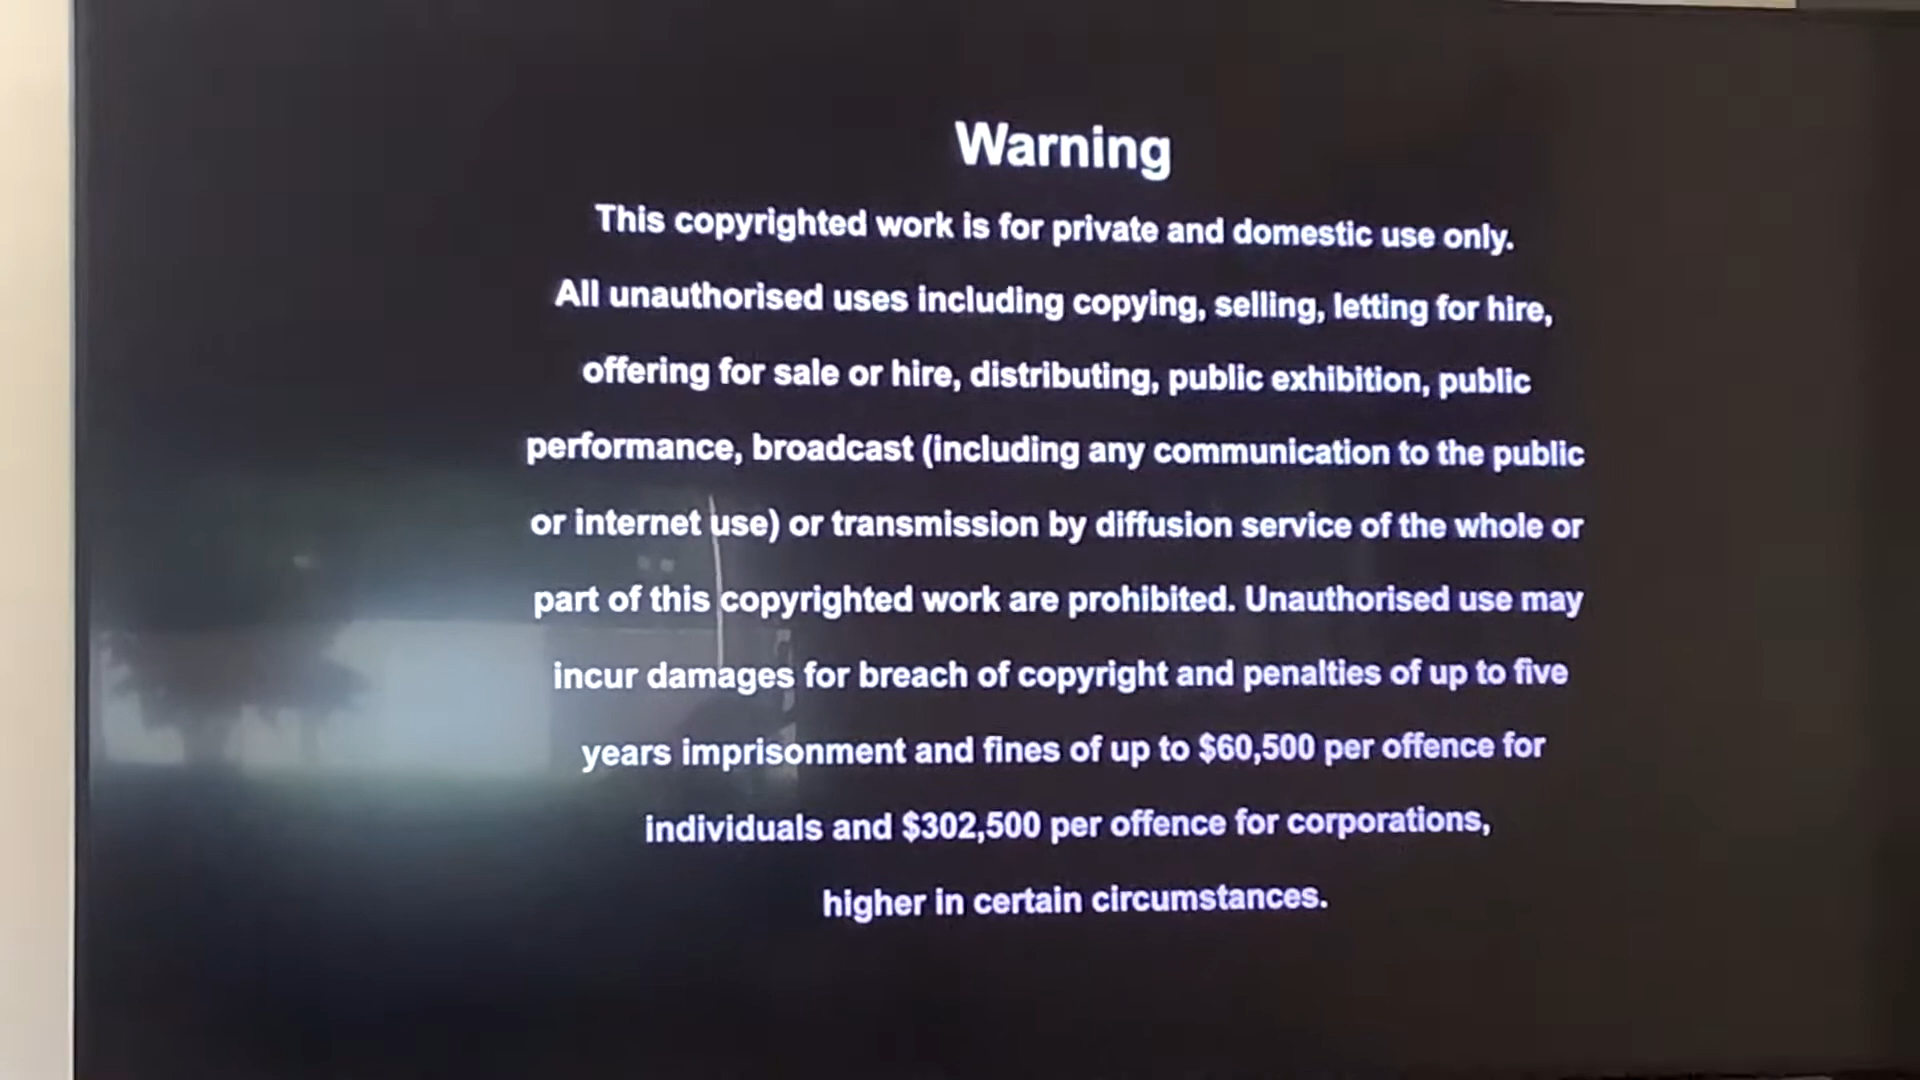 Warning
This copyrighted work is for private and domestic use only.
All unauthorised uses including copying, selling, letting for hire,
offering for sale or hire, distributing, public exhibition, public
performance, broadcast (including any communication to the public
or internet use) or transmission by diffusion service of the whole or
part of this copyrighted work are prohibited. Unauthorised use may
incur damages for breach of copyright and penalties of up to five
years imprisonment and fines of up to $60,500 per offence for
individuals and $302,500 per offence for corporations,
higher in certain circumstances.